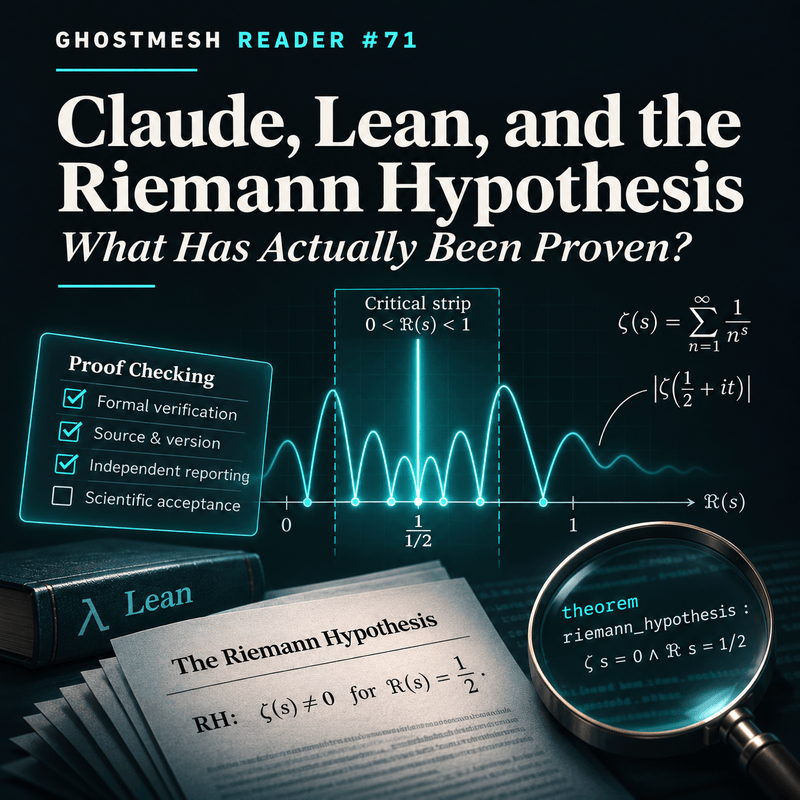 GHOSTMESH READER #71
Claude, Lean, and the
Riemann Hypothesis
What Has Actually Been Proven?
Critical strip
0 < ℜ(s) < 1
ζ(s) = ∑_{n=1}^{∞} 1/n^s
|ζ(1/2 + it)|
Proof Checking
Formal verification
Source & version
Independent reporting
Scientific acceptance
0
1
1/2
1
ℜ(s)
λ Lean
The Riemann Hypothesis
RH: ζ(s) ≠ 0 for ℜ(s) = 1/2.
theorem
riemann_hypothesis :
ζ s = 0 ∧ ℜ s = 1/2